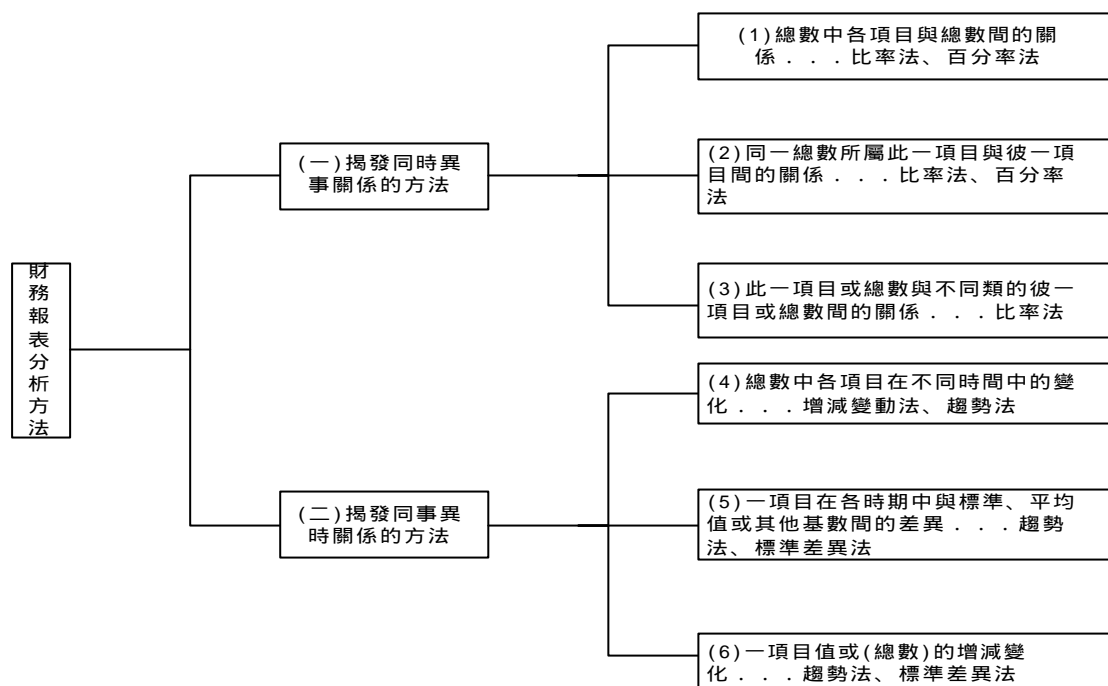 財
務
報
表
分
析
方
法
(一)揭發同時異
事關係的方法
(1)總數中各項目與總數間的關
係．．．比率法、百分率法
(2)同一總數所屬此一項目與彼一項
目間的關係．．．比率法、百分率
法
(3)此一項目或總數與不同類的彼一
項目或總數間的關係．．．比率法
(二)揭發同事異
時關係的方法
(4)總數中各項目在不同時間中的變
化．．．增減變動法、趨勢法
(5)一項目在各時期中與標準、平均
值或其他基數間的差異．．．趨勢
法、標準差異法
(6)一項目值或(總數)的增減變
化．．．趨勢法、標準差異法